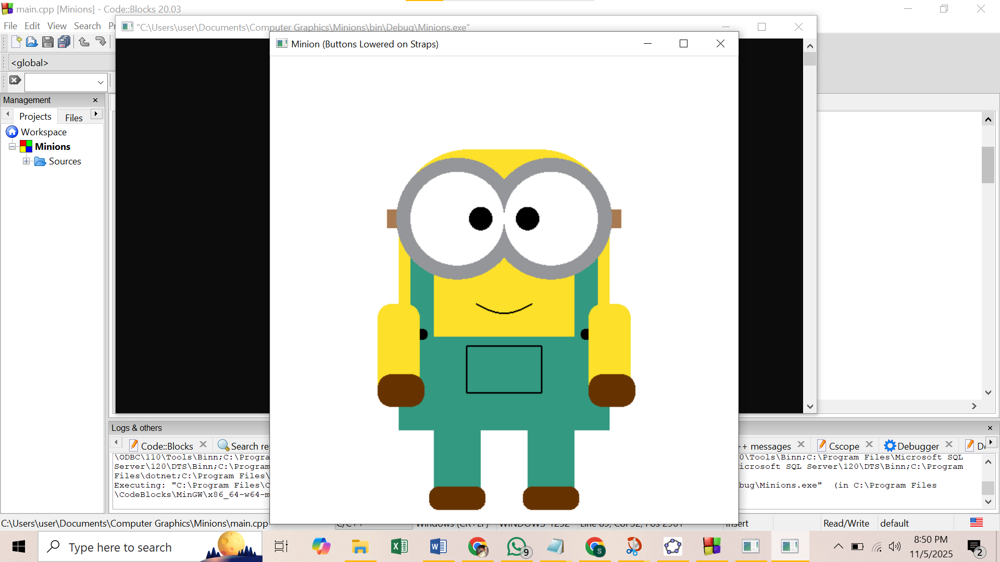 main.cpp [Minions] - Code::Blocks 20.03
File Edit View Search
"C:\Users\user\Documents\Computer Graphics\Minions\bin\Debug\Minions.exe"
Minion (Buttons Lowered on Straps)
<global>
Management
Projects Files
Workspace
Minions
Sources
Logs & others
Code::Blocks Search re messages Cscope Debugger
\ODBC\110\Tools\Binn;C:\Progra 0\Tools\Binn;C:\Program Files\Microsoft SQL
Server\120\DTS\Binn;C:\Program icrosoft SQL Server\120\DTS\Binn;C:\Program
Files\dotnet;C:\Program Files\
Executing: "C:\Program Files\C bug\Minions.exe" (in C:\Program Files
\CodeBlocks\MinGW\x86_64-w64-m
C:\Users\user\Documents\Computer Graphics\Minions\main.cpp Insert Read/Write default
Type here to search
9
S
8:50 PM
11/5/2025
2